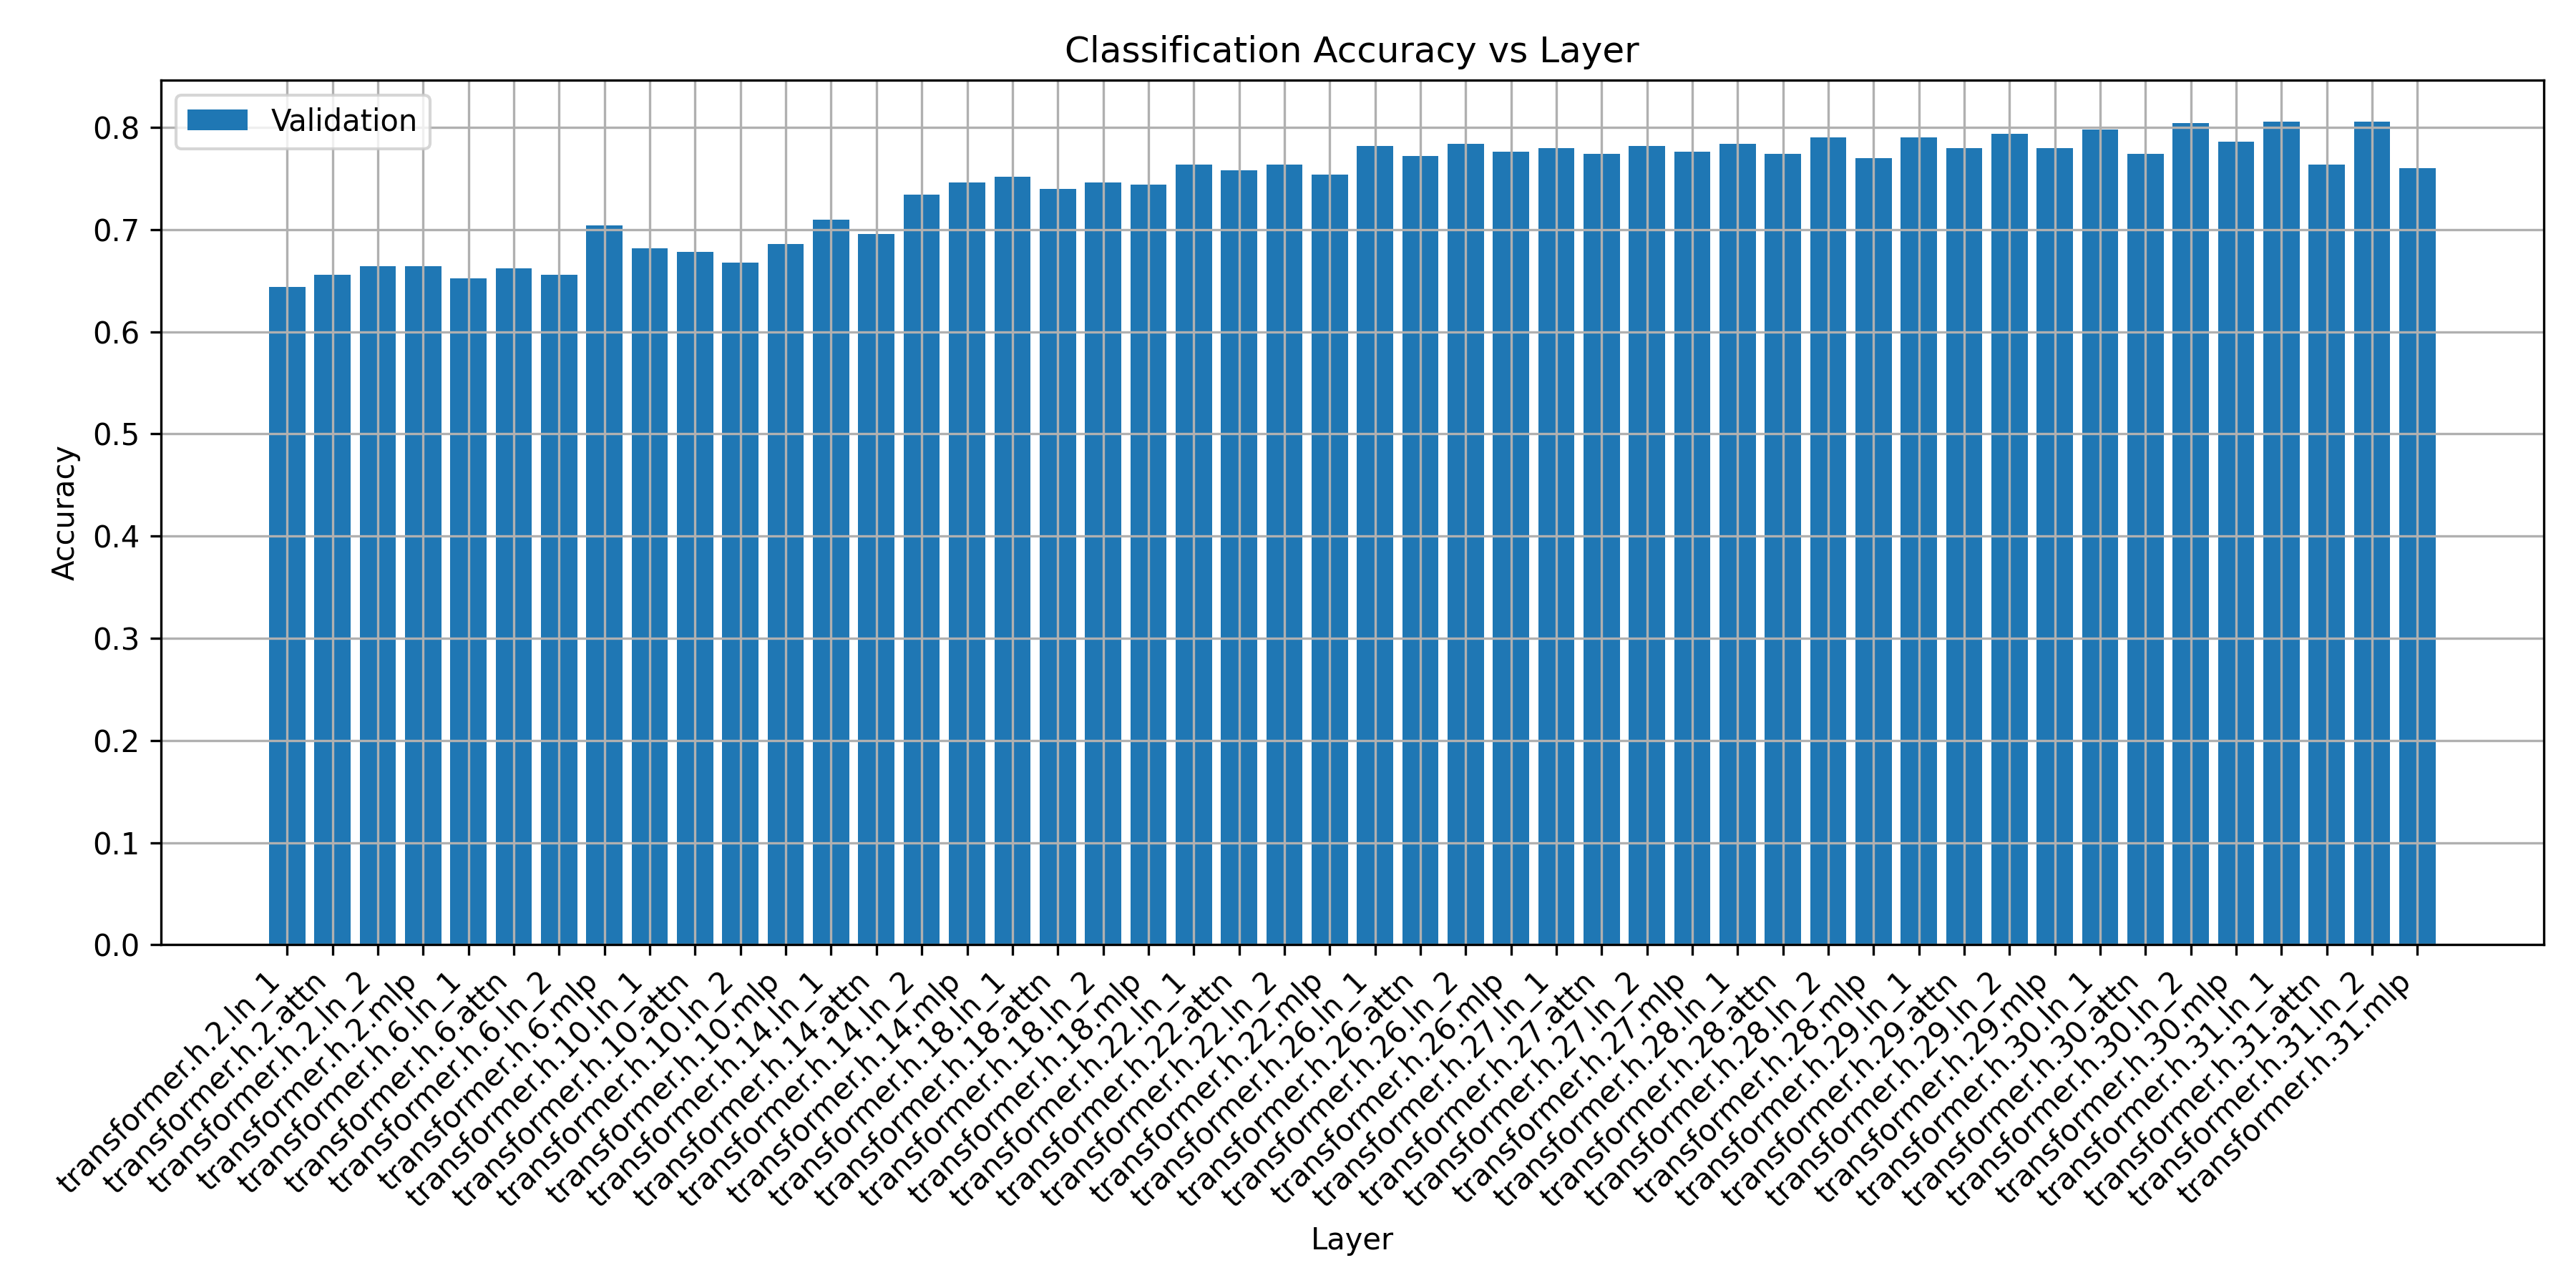 Classification Accuracy vs Layer
Validation
0.8
0.7
0.6
0.5
0.4
0.3
0.2
0.1
0.0
Accuracy
transformer.h.2.ln_1
transformer.h.2.attn
transformer.h.2.ln_2
transformer.h.2.mlp
transformer.h.6.ln_1
transformer.h.6.attn
transformer.h.6.ln_2
transformer.h.6.mlp
transformer.h.10.ln_1
transformer.h.10.attn
transformer.h.10.ln_2
transformer.h.10.mlp
transformer.h.14.ln_1
transformer.h.14.attn
transformer.h.14.ln_2
transformer.h.14.mlp
transformer.h.18.ln_1
transformer.h.18.attn
transformer.h.18.ln_2
transformer.h.18.mlp
transformer.h.22.ln_1
transformer.h.22.attn
transformer.h.22.ln_2
transformer.h.22.mlp
transformer.h.26.ln_1
transformer.h.26.attn
transformer.h.26.ln_2
transformer.h.26.mlp
transformer.h.27.ln_1
transformer.h.27.attn
transformer.h.27.ln_2
transformer.h.27.mlp
transformer.h.28.ln_1
transformer.h.28.attn
transformer.h.28.ln_2
transformer.h.28.mlp
transformer.h.29.ln_1
transformer.h.29.attn
transformer.h.29.ln_2
transformer.h.29.mlp
transformer.h.30.ln_1
transformer.h.30.attn
transformer.h.30.ln_2
transformer.h.30.mlp
transformer.h.31.ln_1
transformer.h.31.attn
transformer.h.31.ln_2
transformer.h.31.mlp
Layer